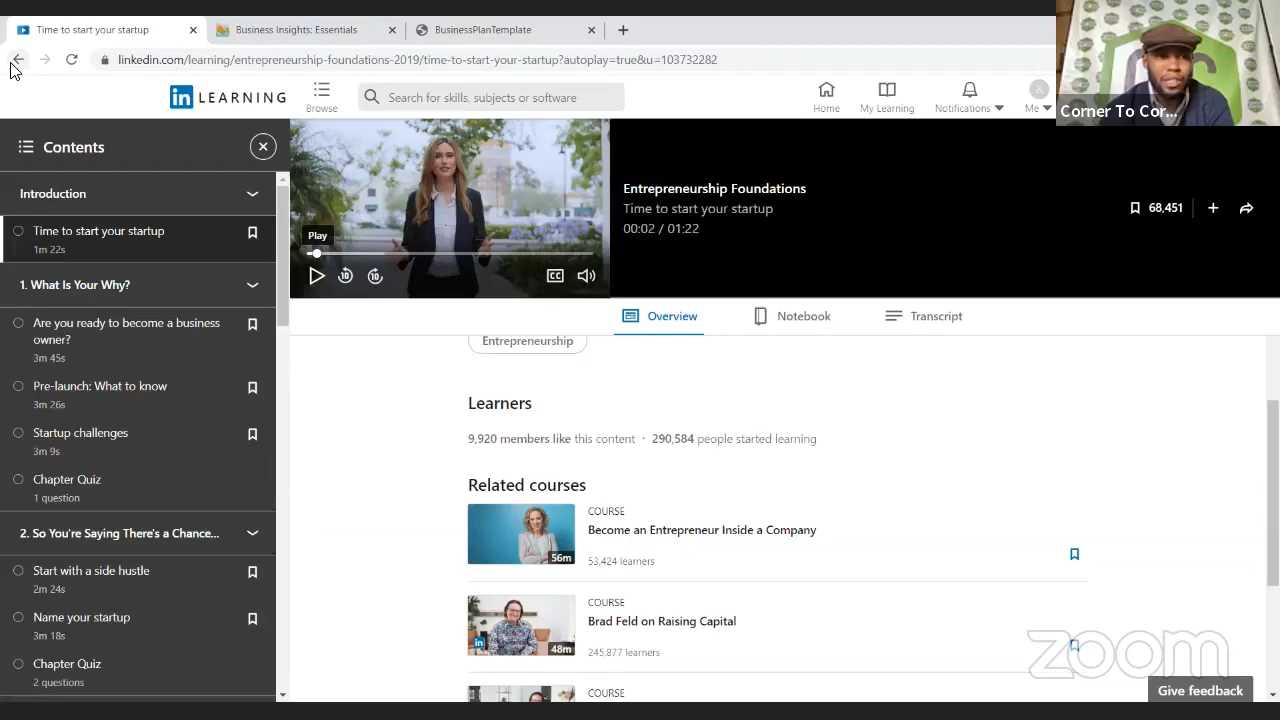 Time to start your startup
Business Insights: Essentials
BusinessPlanTemplate
linkedin.com/learning/entrepreneurship-foundations-2019/time-to-start-your-startup?autoplay=true&u=103732282
in LEARNING
Browse
Search for skills, subjects or software
Home
My Learning
Notifications
Me
Corner To Cor...
Contents
Introduction
Time to start your startup
1m 22s
1. What Is Your Why?
Are you ready to become a business
owner?
3m 45s
Pre-launch: What to know
3m 26s
Startup challenges
3m 9s
Chapter Quiz
1 question
2. So You're Saying There's a Chance...
Start with a side hustle
2m 24s
Name your startup
3m 18s
Chapter Quiz
2 questions
Play
10
10
CC
Entrepreneurship Foundations
Time to start your startup
00:02 / 01:22
68,451
Overview
Notebook
Transcript
Entrepreneurship
Learners
9,920 members like this content · 290,584 people started learning
Related courses
COURSE
Become an Entrepreneur Inside a Company
56m
53,424 learners
COURSE
Brad Feld on Raising Capital
in
48m
245,877 learners
COURSE
zoom
Give feedback